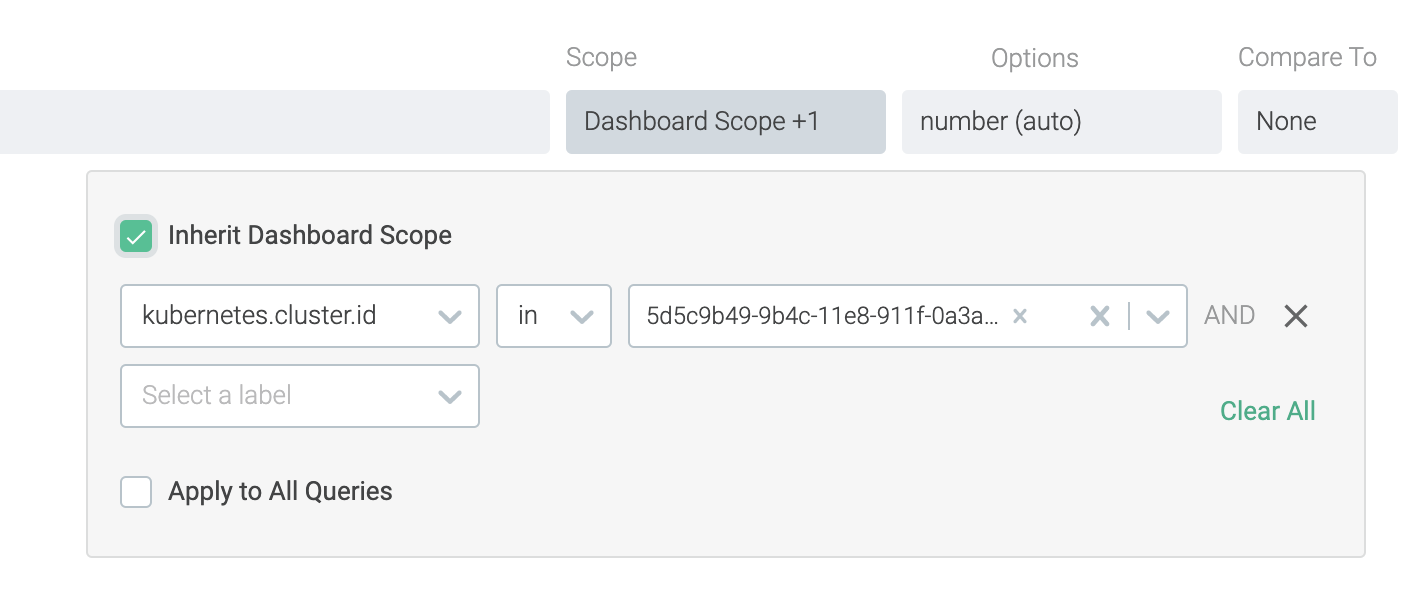 Scope Options Compare To
Dashboard Scope +1 number (auto) None
Inherit Dashboard Scope
kubernetes.cluster.id in 5d5c9b49-9b4c-11e8-911f-0a3a... AND
Select a label
Clear All
Apply to All Queries